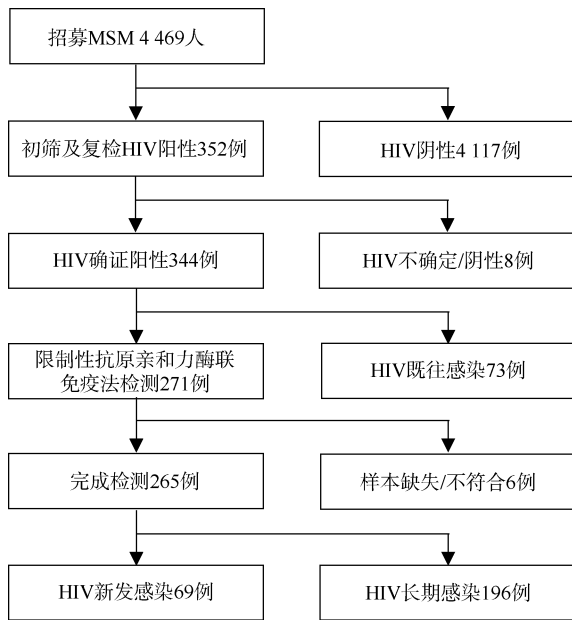 招募MSM 4 469人
初筛及复检HIV阳性352例
HIV阴性4 117例
HIV确证阳性344例
HIV不确定/阴性8例
限制性抗原亲和力酶联
免疫法检测271例
HIV既往感染73例
完成检测265例
样本缺失/不符合6例
HIV新发感染69例
HIV长期感染196例